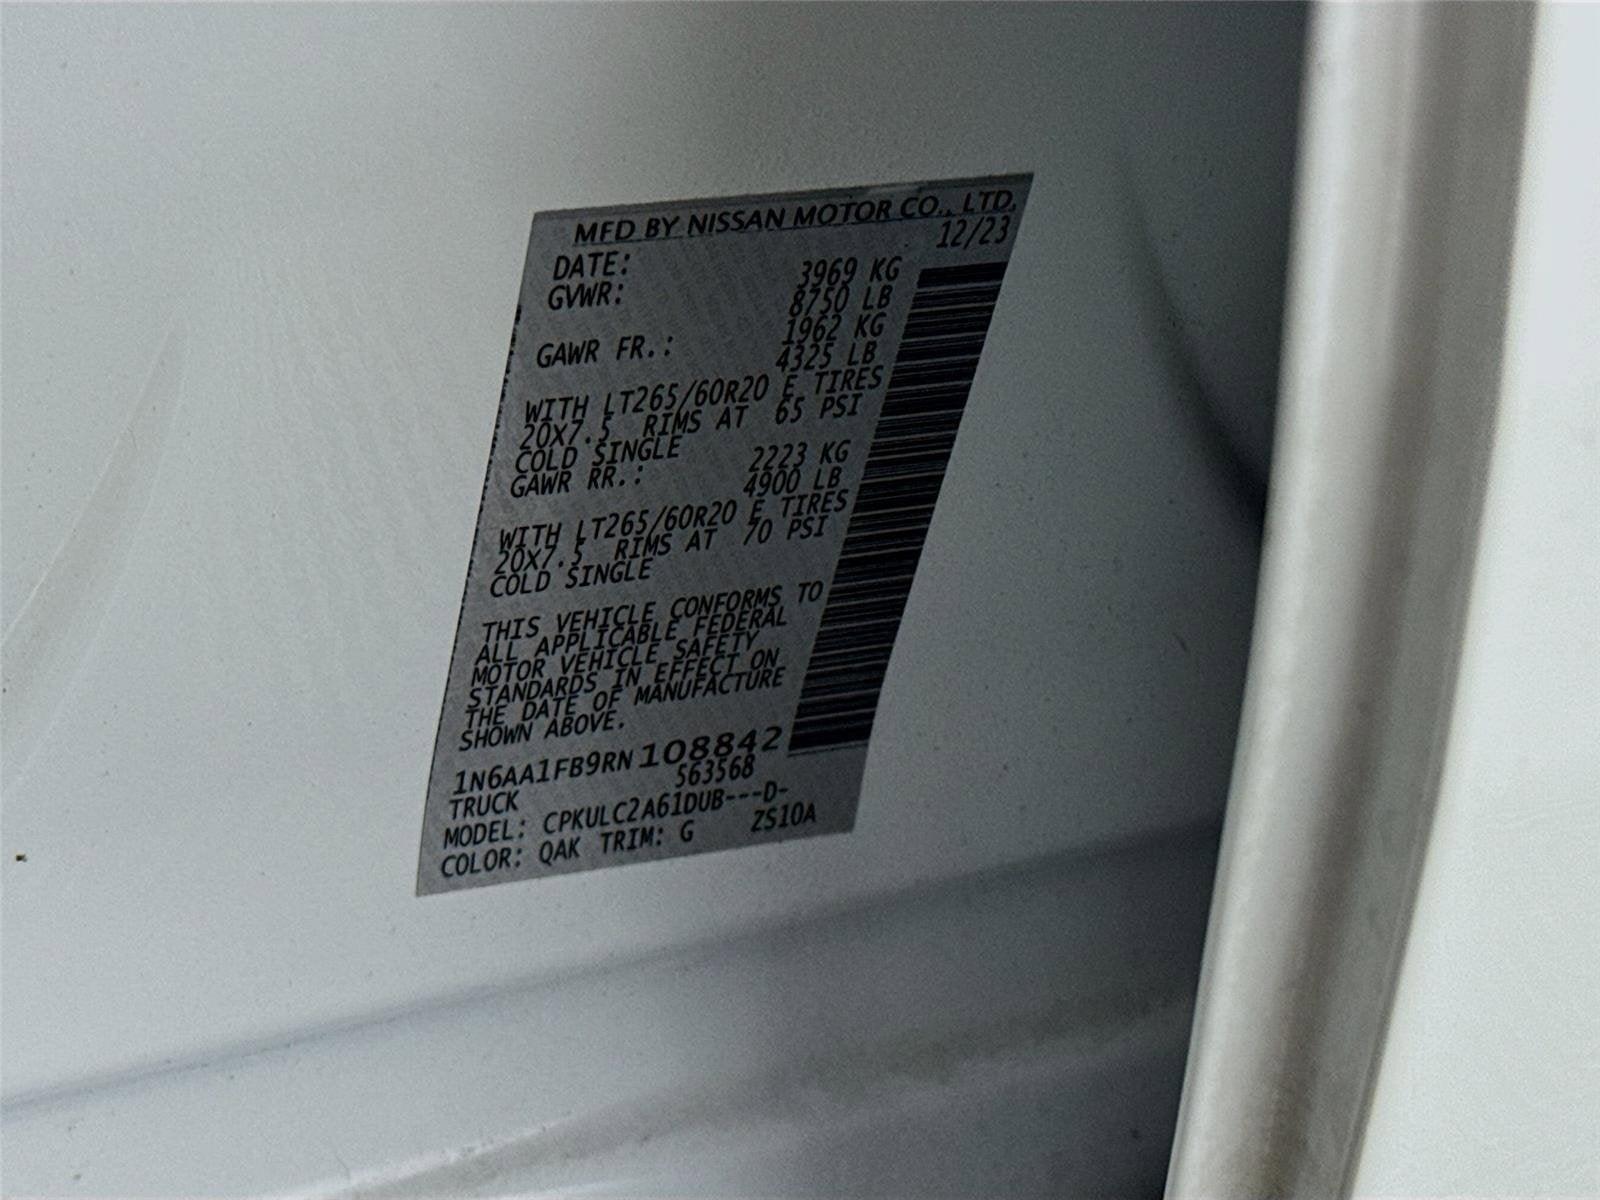 MFD BY NISSAN MOTOR CO., LTD.
DATE: 12/23
GVWR: 3969 KG
8750 LB
GAWR FR.: 1962 KG
4325 LB
WITH LT265/60R20 E TIRES
20X7.5 RIMS AT 65 PSI
COLD SINGLE
GAWR RR.: 2223 KG
4900 LB
WITH LT265/60R20 E TIRES
20X7.5 RIMS AT 70 PSI
COLD SINGLE
THIS VEHICLE CONFORMS TO
ALL APPLICABLE FEDERAL
MOTOR VEHICLE SAFETY
STANDARDS IN EFFECT ON
THE DATE OF MANUFACTURE
SHOWN ABOVE.
1N6AA1FB9RN108842
TRUCK 563568
MODEL: CPKULC2A61DUB---D-
COLOR: QAK TRIM: G ZS10A